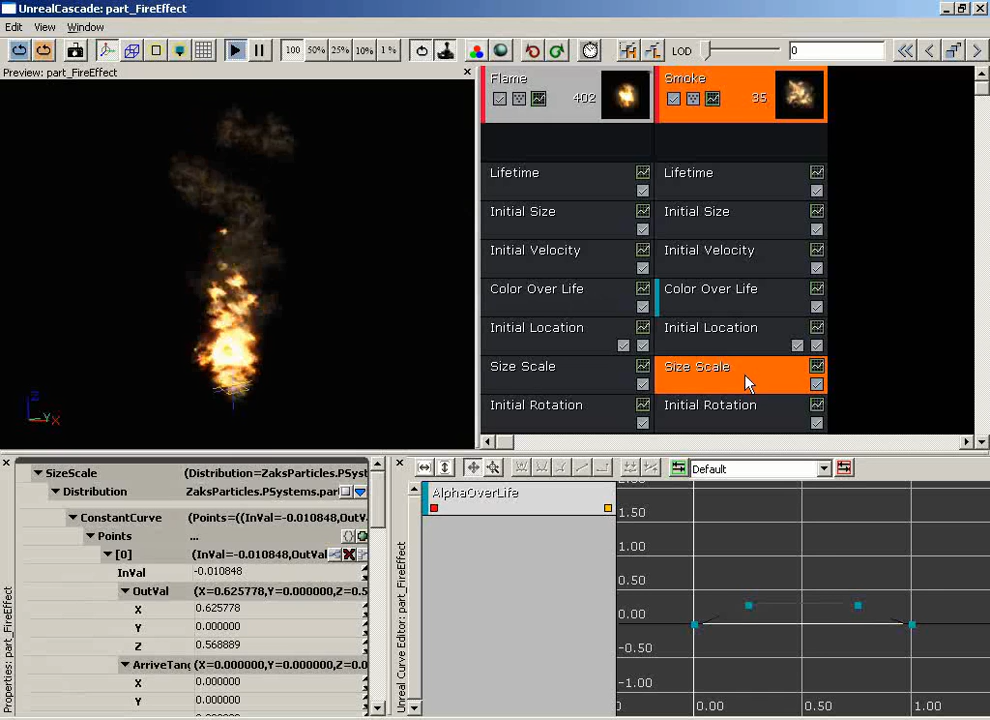 UnrealCascade: part_FireEffect
Edit View Window
100 50% 25% 10% 1 % LOD 0
Preview: part_FireEffect
Flame 402 Smoke 35
Lifetime Lifetime
Initial Size Initial Size
Initial Velocity Initial Velocity
Color Over Life Color Over Life
Initial Location Initial Location
Size Scale Size Scale
Initial Rotation Initial Rotation
Z
Y X
Properties: part_FireEffect
SizeScale (Distribution=ZaksParticles.PSyst
Distribution ZaksParticles.PSystems.par
ConstantCurve (Points=((InVal=-0.010848,OutV
Points ...
[0] (InVal=-0.010848,OutVal
InVal -0.010848
OutVal (X=0.625778,Y=0.000000,Z=0.5
X 0.625778
Y 0.000000
Z 0.568889
ArriveTang (X=0.000000,Y=0.000000,Z=0.0
X 0.000000
Y 0.000000
Unreal Curve Editor: part_FireEffect
Default
AlphaOverLife
1.50
1.00
0.50
0.00
-0.50
-1.00
0.00 0.50 1.00